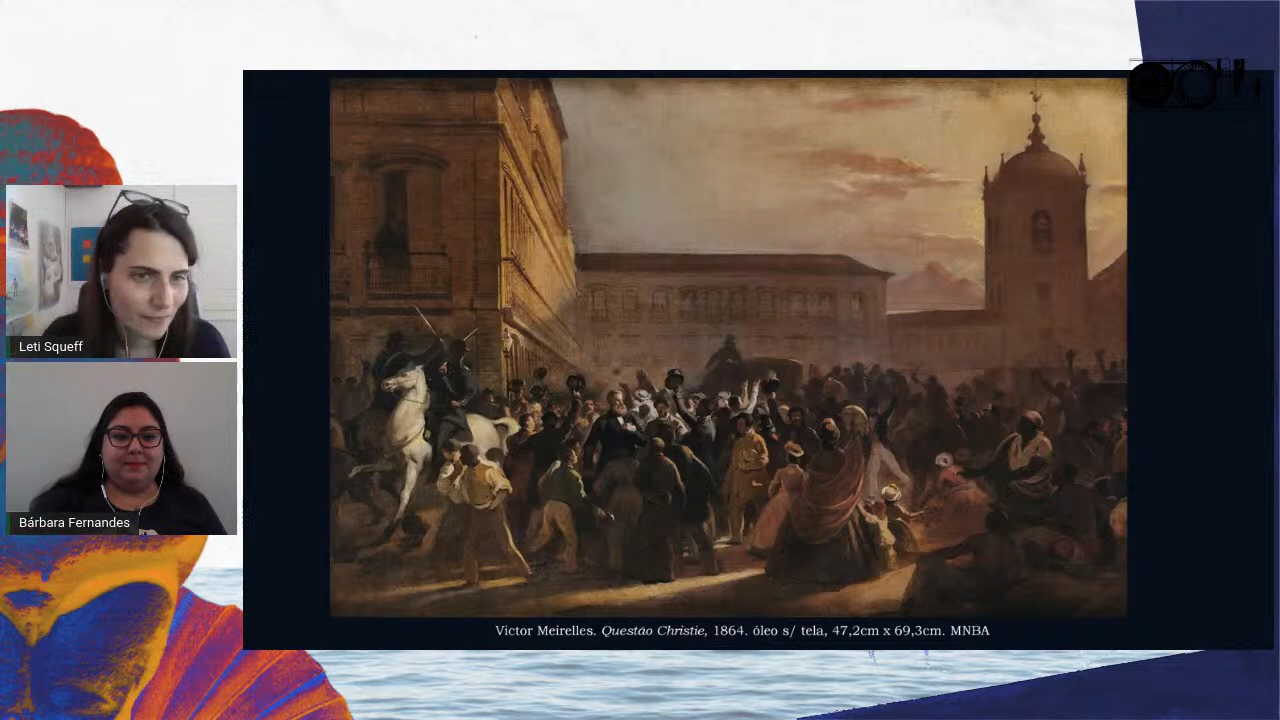 Leti Squeff
Bárbara Fernandes
Victor Meirelles. Questão Christie, 1864. óleo s/ tela, 47,2cm x 69,3cm. MNBA